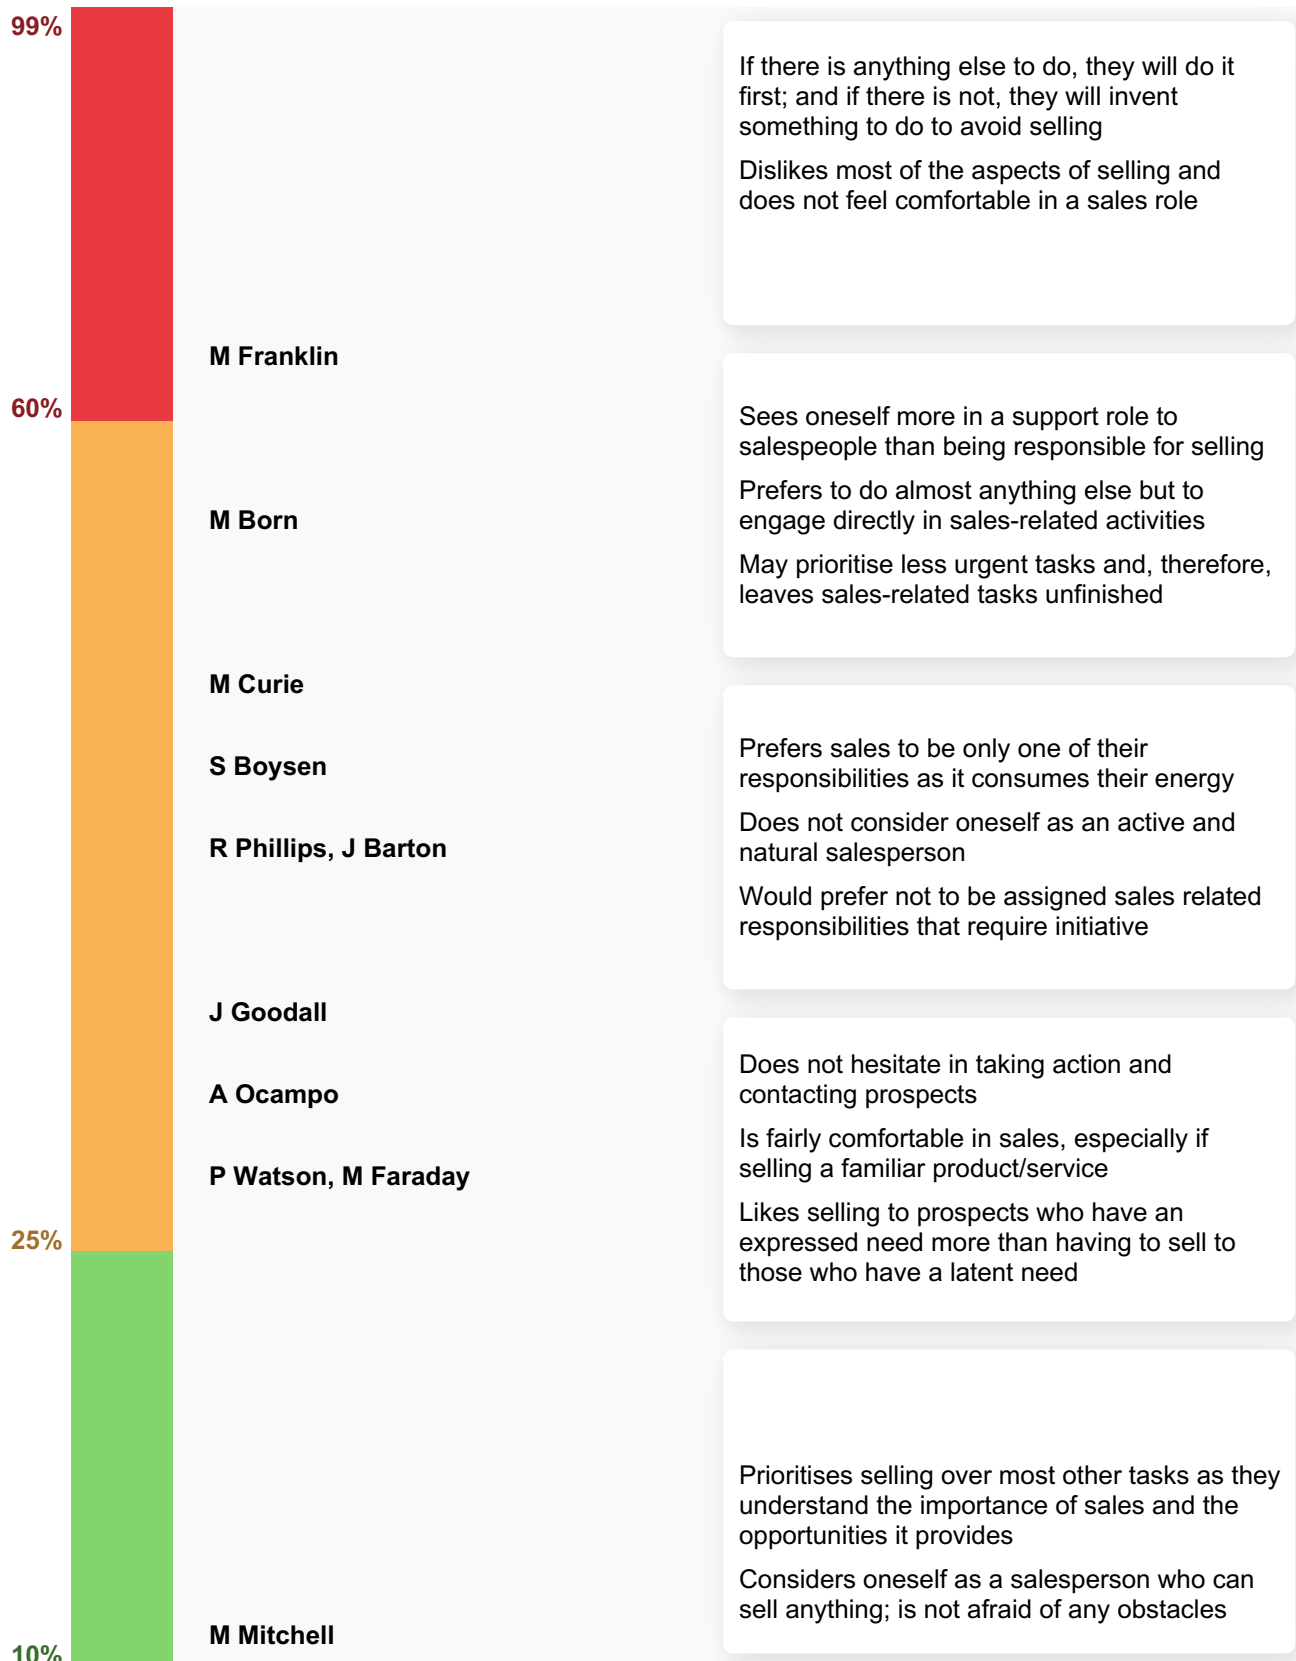 99%
If there is anything else to do, they will do it
first; and if there is not, they will invent
something to do to avoid selling
Dislikes most of the aspects of selling and
does not feel comfortable in a sales role
M Franklin
60%
Sees oneself more in a support role to
salespeople than being responsible for selling
Prefers to do almost anything else but to
engage directly in sales-related activities
May prioritise less urgent tasks and, therefore,
leaves sales-related tasks unfinished
M Born
M Curie
S Boysen
R Phillips, J Barton
Prefers sales to be only one of their
responsibilities as it consumes their energy
Does not consider oneself as an active and
natural salesperson
Would prefer not to be assigned sales related
responsibilities that require initiative
J Goodall
A Ocampo
P Watson, M Faraday
Does not hesitate in taking action and
contacting prospects
Is fairly comfortable in sales, especially if
selling a familiar product/service
Likes selling to prospects who have an
expressed need more than having to sell to
those who have a latent need
25%
Prioritises selling over most other tasks as they
understand the importance of sales and the
opportunities it provides
Considers oneself as a salesperson who can
sell anything; is not afraid of any obstacles
M Mitchell
10%